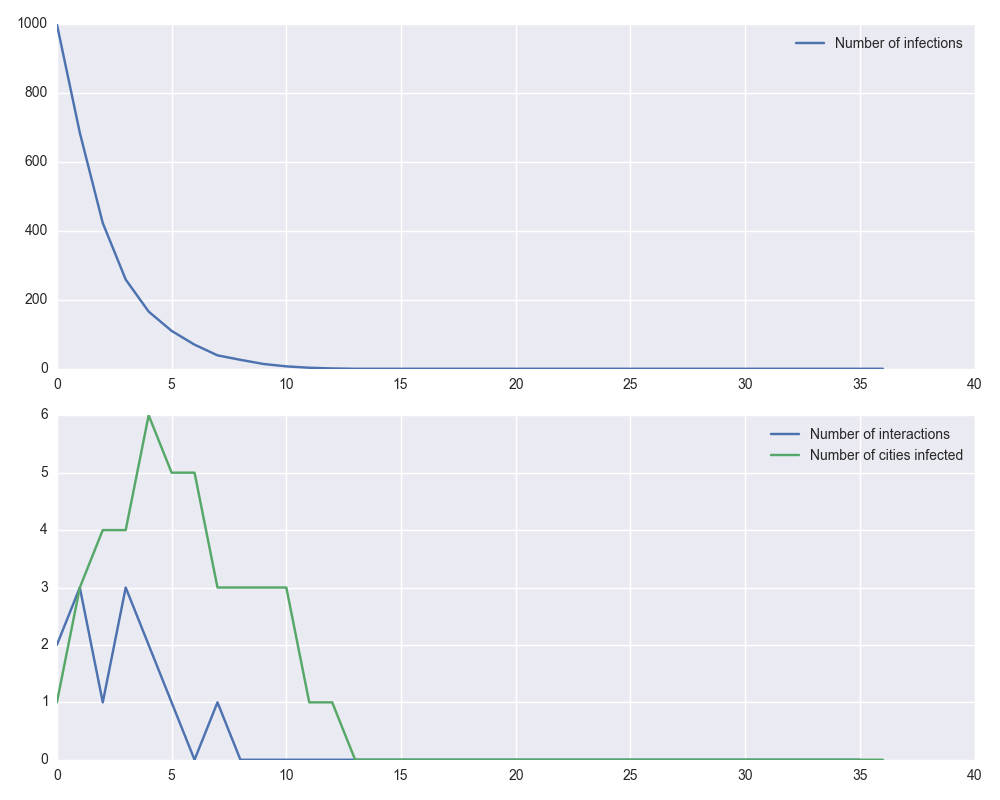 1000
Number of infections
800
600
400
200
0
0 5 10 15 20 25 30 35 40
6
Number of interactions
Number of cities infected
5
4
3
2
1
0
0 5 10 15 20 25 30 35 40